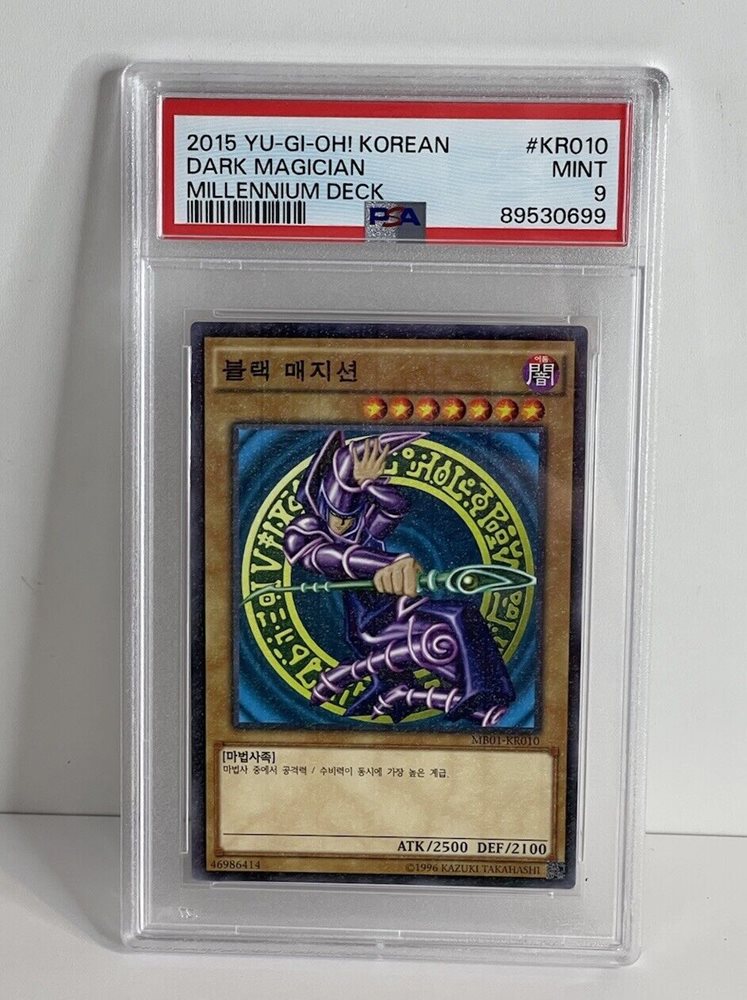 2015 YU-GI-OH! KOREAN #KR010
DARK MAGICIAN MINT
MILLENNIUM DECK 9
PSA 89530699
블랙 매지션
어둠
闇
MB01-KR010
[마법사족]
마법사 중에서 공격력 / 수비력이 동시에 가장 높은 계급.
ATK/2500 DEF/2100
46986414 ©1996 KAZUKI TAKAHASHI